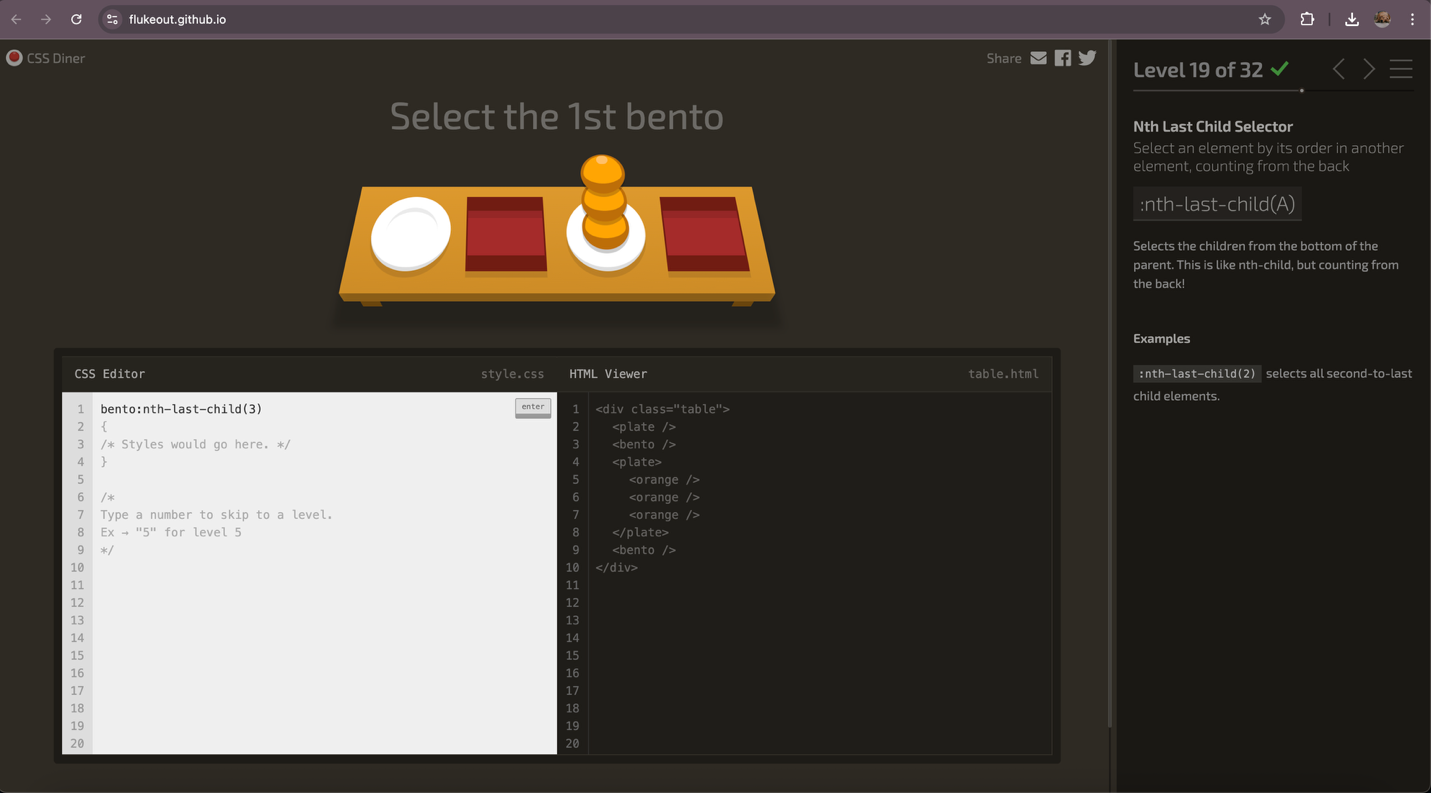 flukeout.github.io
CSS Diner
Share
Select the 1st bento
CSS Editor
style.css
1 bento:nth-last-child(3)
enter
2 {
3 /* Styles would go here. */
4 }
5
6 /*
7 Type a number to skip to a level.
8 Ex → "5" for level 5
9 */
10
11
12
13
14
15
16
17
18
19
20
HTML Viewer
table.html
1 <div class="table">
2 <plate />
3 <bento />
4 <plate>
5 <orange />
6 <orange />
7 <orange />
8 </plate>
9 <bento />
10 </div>
11
12
13
14
15
16
17
18
19
20
Level 19 of 32
Nth Last Child Selector
Select an element by its order in another
element, counting from the back
:nth-last-child(A)
Selects the children from the bottom of the
parent. This is like nth-child, but counting from
the back!
Examples
:nth-last-child(2) selects all second-to-last
child elements.